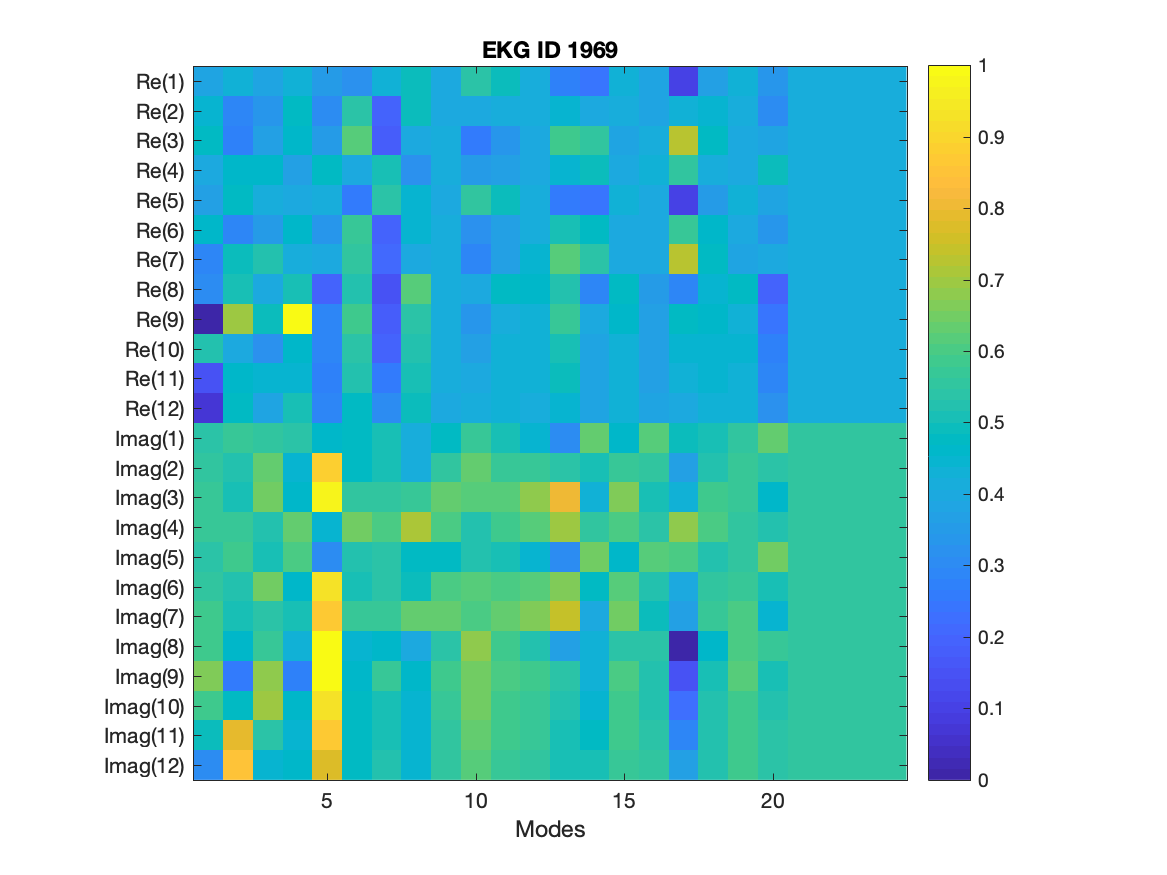 EKG ID 1969
Re(1)
Re(2)
Re(3)
Re(4)
Re(5)
Re(6)
Re(7)
Re(8)
Re(9)
Re(10)
Re(11)
Re(12)
Imag(1)
Imag(2)
Imag(3)
Imag(4)
Imag(5)
Imag(6)
Imag(7)
Imag(8)
Imag(9)
Imag(10)
Imag(11)
Imag(12)
5 10 15 20
Modes
1
0.9
0.8
0.7
0.6
0.5
0.4
0.3
0.2
0.1
0